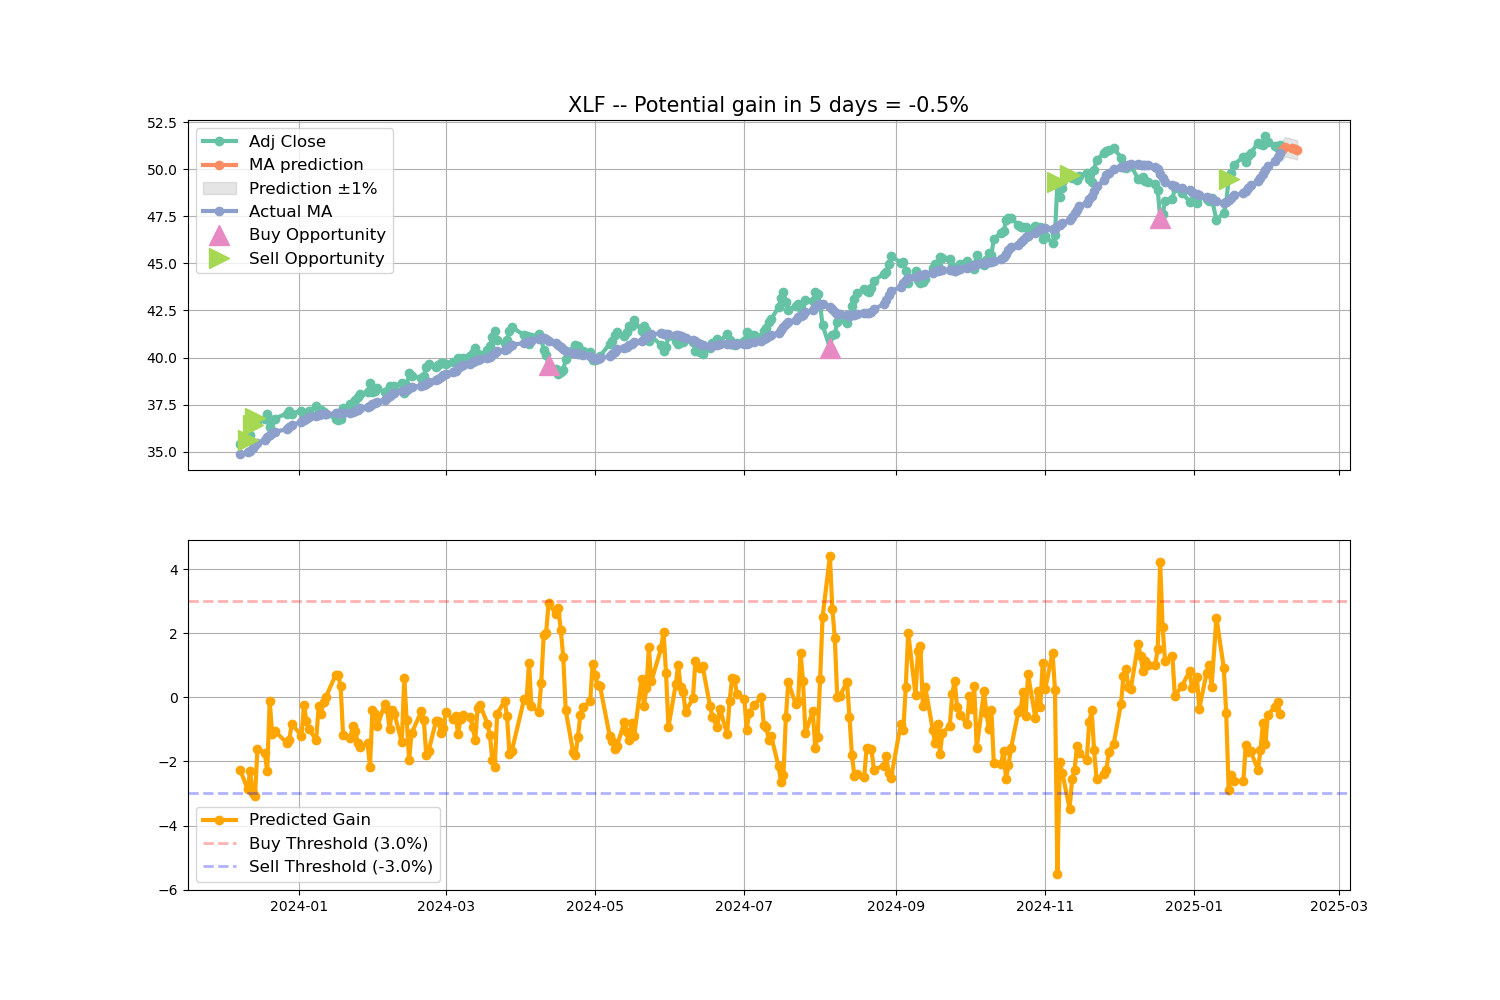 XLF -- Potential gain in 5 days = -0.5%
52.5
50.0
47.5
45.0
42.5
40.0
37.5
35.0
Adj Close
MA prediction
Prediction ±1%
Actual MA
Buy Opportunity
Sell Opportunity
4
2
0
−2
−4
−6
Predicted Gain
Buy Threshold (3.0%)
Sell Threshold (-3.0%)
2024-01
2024-03
2024-05
2024-07
2024-09
2024-11
2025-01
2025-03